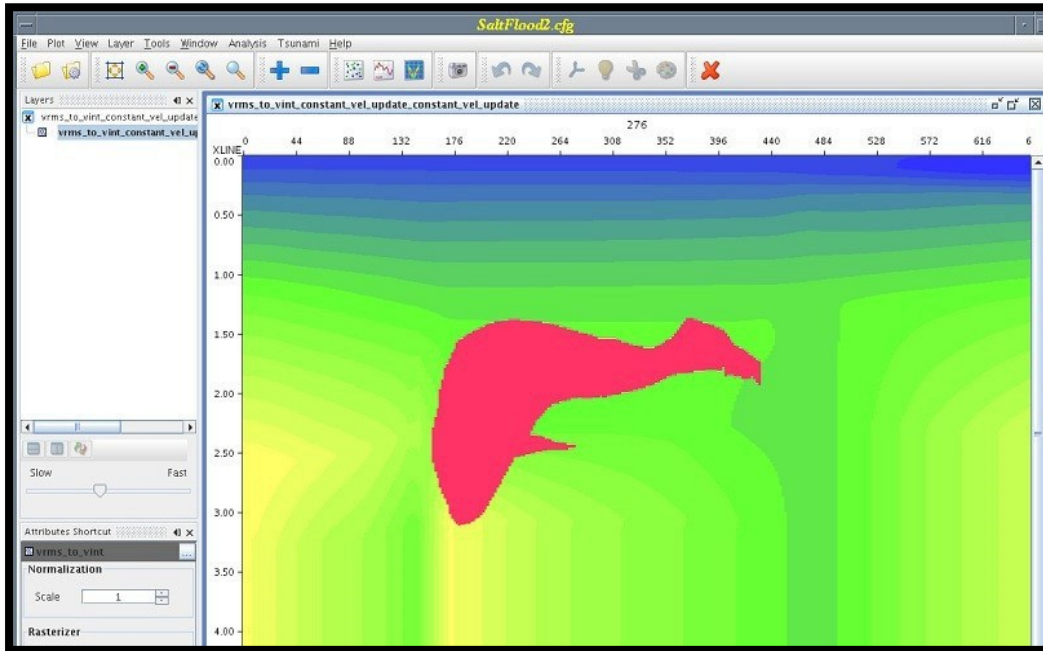 SaltFlood2.cfg
File Plot View Layer Tools Window Analysis Tsunami Help
Layers
vrms_to_vint_constant_vel_update
vrms_to_vint_constant_vel_up
Slow Fast
Attributes Shortcut
vrms_to_vint
...
Normalization
Scale 1
Rasterizer
vrms_to_vint_constant_vel_update_constant_vel_update
276
XLINE 0 44 88 132 176 220 264 308 352 396 440 484 528 572 616 6
0.00
0.50
1.00
1.50
2.00
2.50
3.00
3.50
4.00